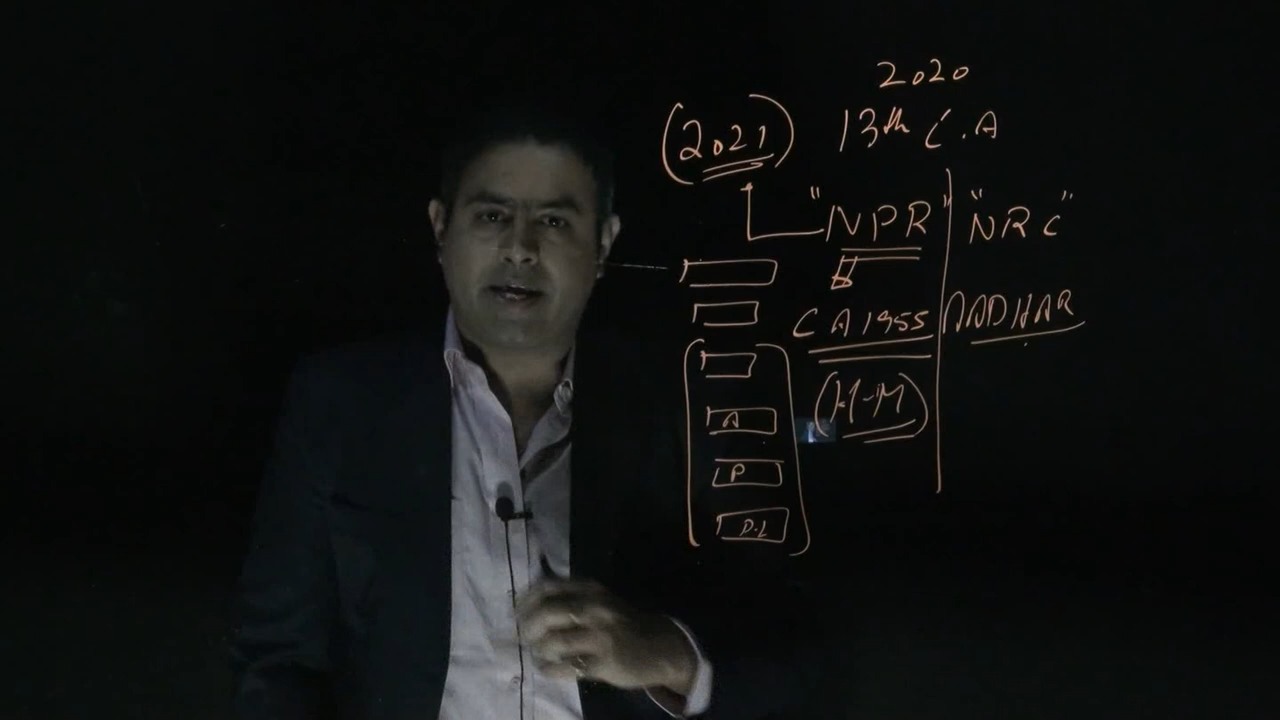 2020
(2021) 13th C.A
"NPR" "NRC"
CA 1955 AADHAR
(H-M)
A
P
D.L